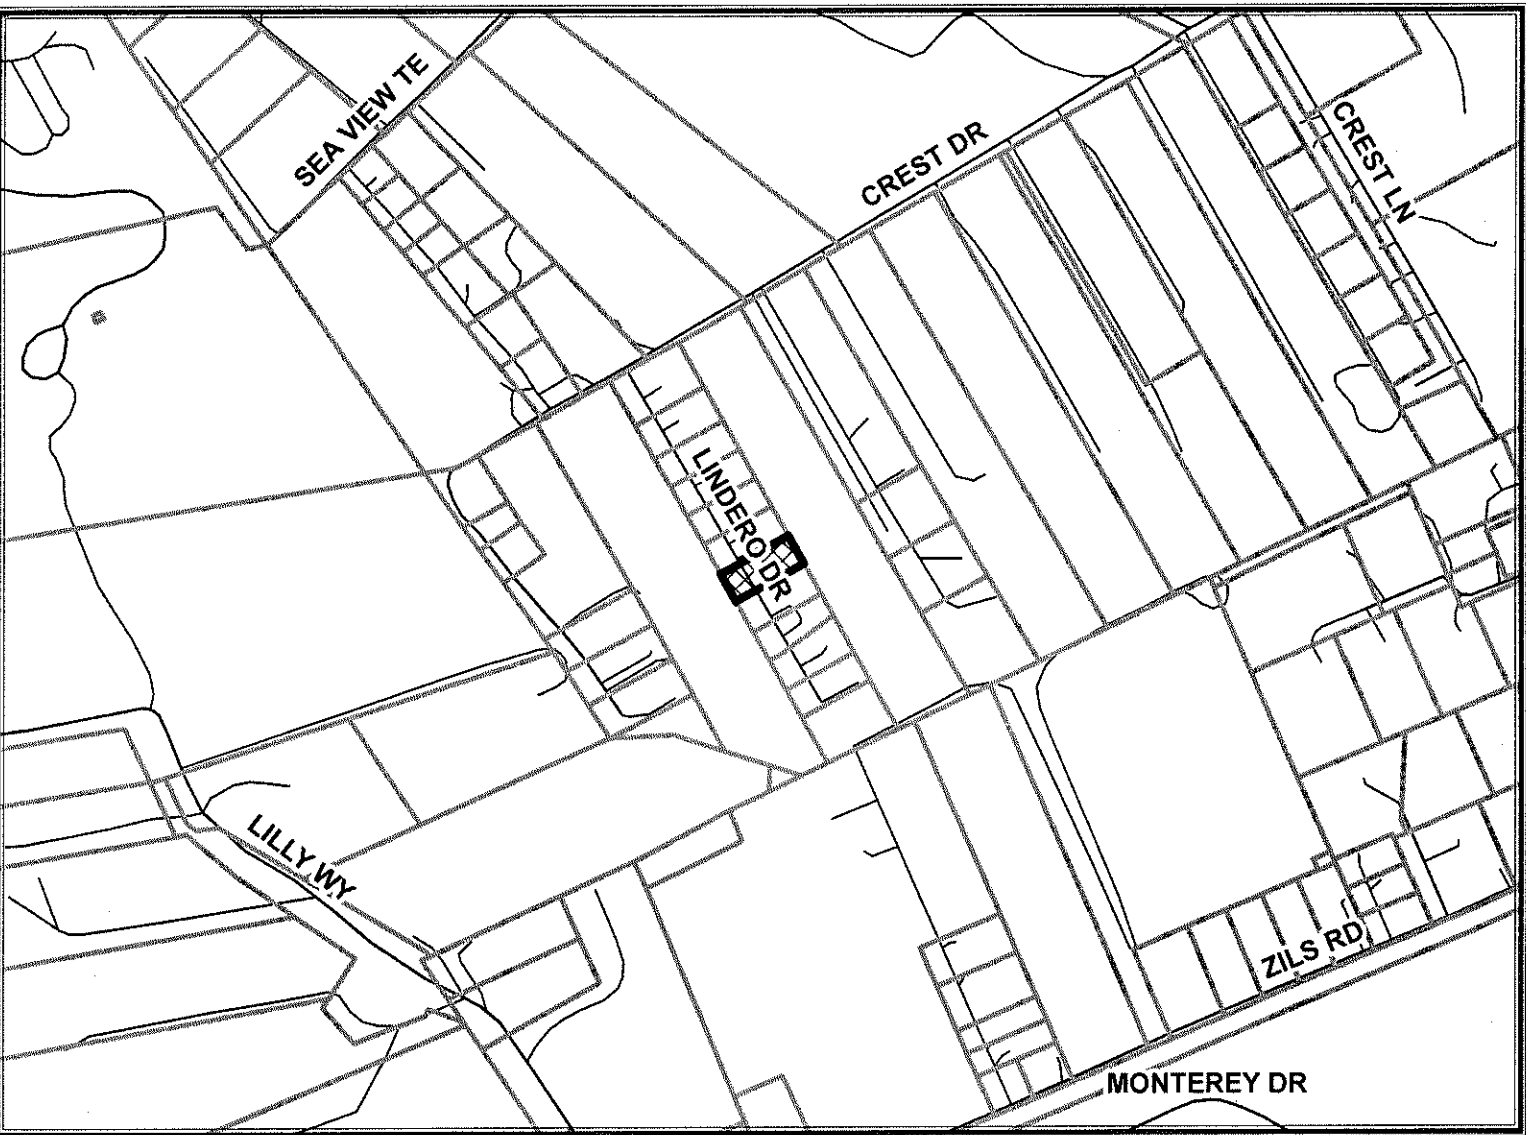 SEA VIEW TE
CREST DR
CREST LN
LINDERO DR
LILLY WY
ZILS RD
MONTEREY DR